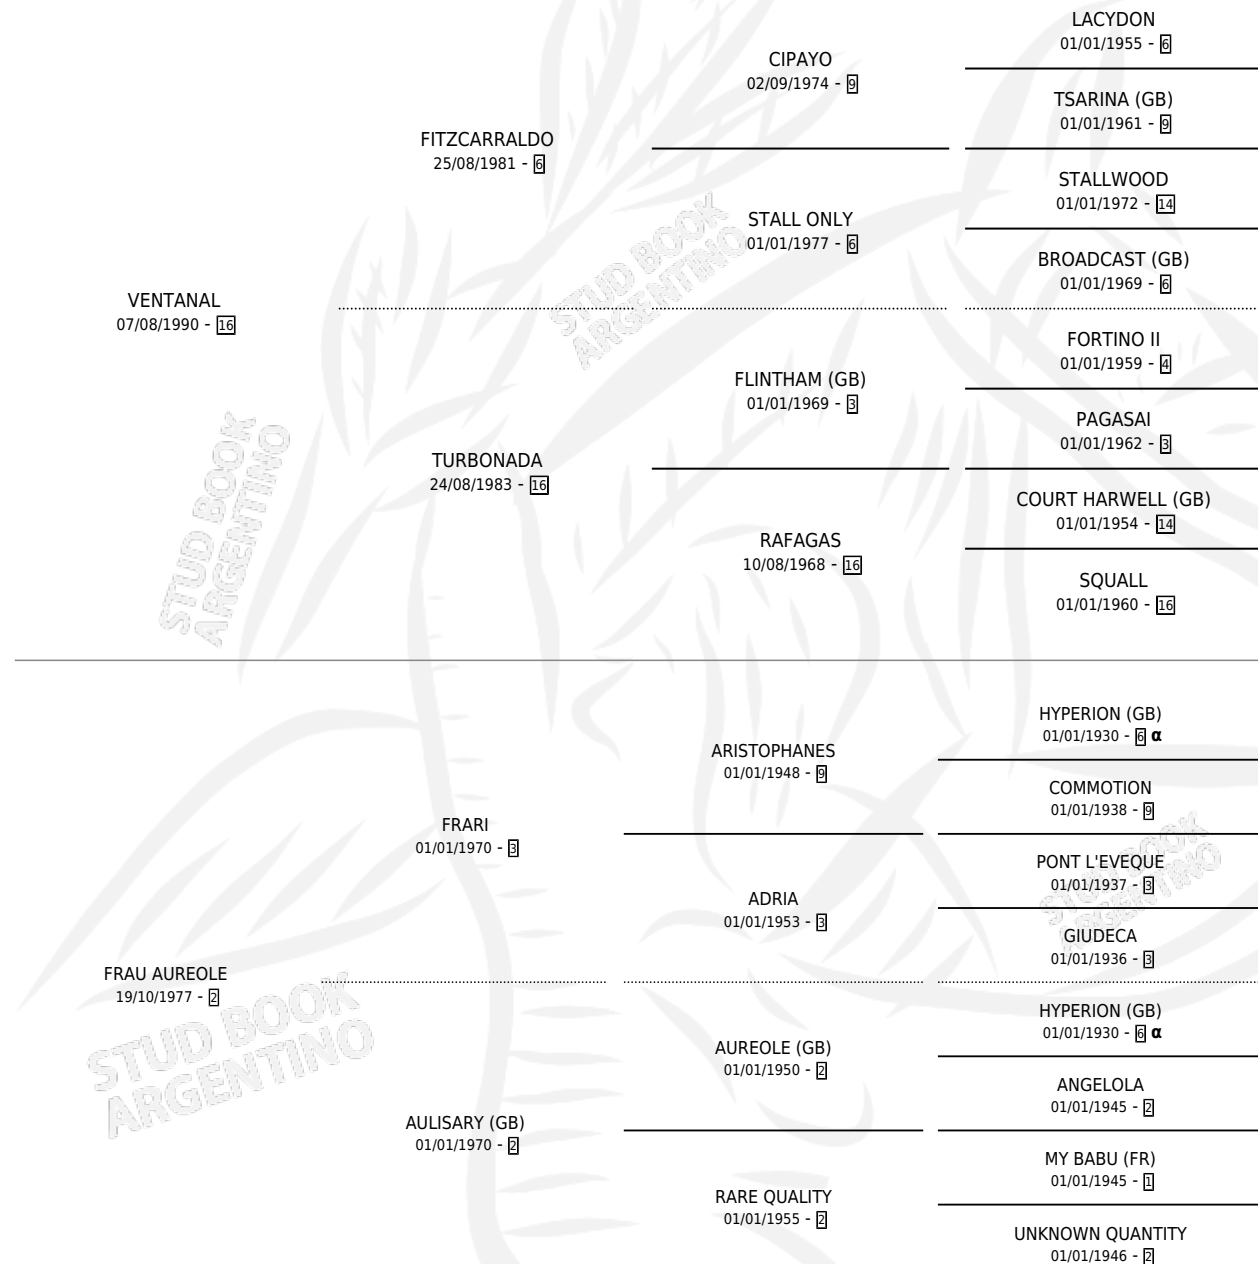 LACYDON
01/01/1955 - 6
CIPAYO
02/09/1974 - 9
TSARINA (GB)
01/01/1961 - 9
FITZCARRALDO
25/08/1981 - 6
STALLWOOD
01/01/1972 - 14
STALL ONLY
01/01/1977 - 6
BROADCAST (GB)
01/01/1969 - 6
STUD BOOK
ARGENTINO
VENTANAL
07/08/1990 - 16
FORTINO II
01/01/1959 - 4
FLINTHAM (GB)
01/01/1969 - 3
PAGASAI
01/01/1962 - 3
TURBONADA
24/08/1983 - 16
COURT HARWELL (GB)
01/01/1954 - 14
RAFAGAS
10/08/1968 - 16
SQUALL
01/01/1960 - 16
STUD BOOK
ARGENTINO
HYPERION (GB)
01/01/1930 - 6 α
ARISTOPHANES
01/01/1948 - 9
COMMOTION
01/01/1938 - 9
FRARI
01/01/1970 - 3
PONT L'EVEQUE
01/01/1937 - 3
ADRIA
01/01/1953 - 3
GIUDECA
01/01/1936 - 3
STUD BOOK
ARGENTINO
FRAU AUREOLE
19/10/1977 - 2
HYPERION (GB)
01/01/1930 - 6 α
AUREOLE (GB)
01/01/1950 - 2
ANGELOLA
01/01/1945 - 2
STUD BOOK
ARGENTINO
AULISARY (GB)
01/01/1970 - 2
MY BABU (FR)
01/01/1945 - 1
RARE QUALITY
01/01/1955 - 2
UNKNOWN QUANTITY
01/01/1946 - 2